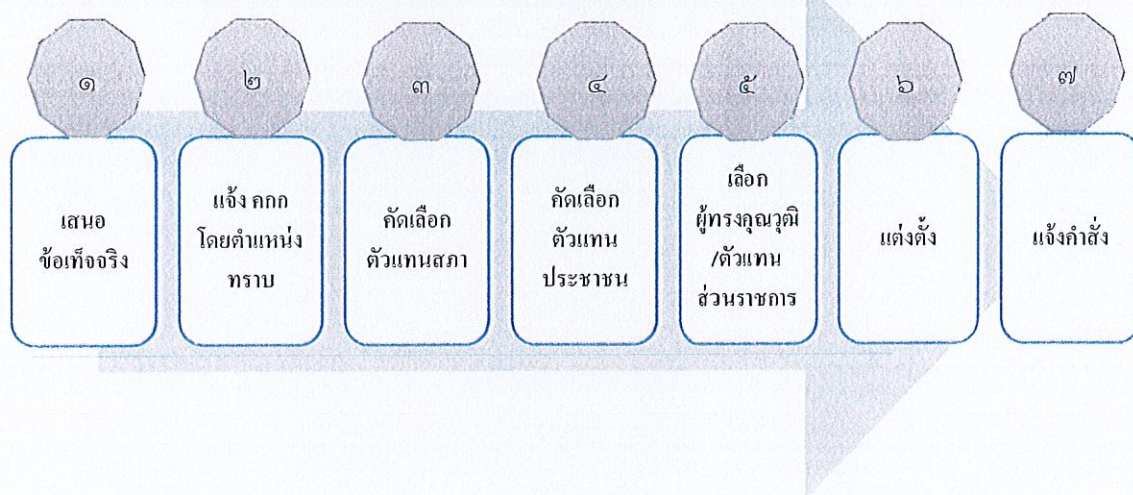 ๑
เสนอ
ข้อเท็จจริง
๒
แจ้ง คกก
โดยตำแหน่ง
ทราบ
๓
คัดเลือก
ตัวแทนสภา
๔
คัดเลือก
ตัวแทน
ประชาชน
๕
เลือก
ผู้ทรงคุณวุฒิ
/ตัวแทน
ส่วนราชการ
๖
แต่งตั้ง
๗
แจ้งคำสั่ง